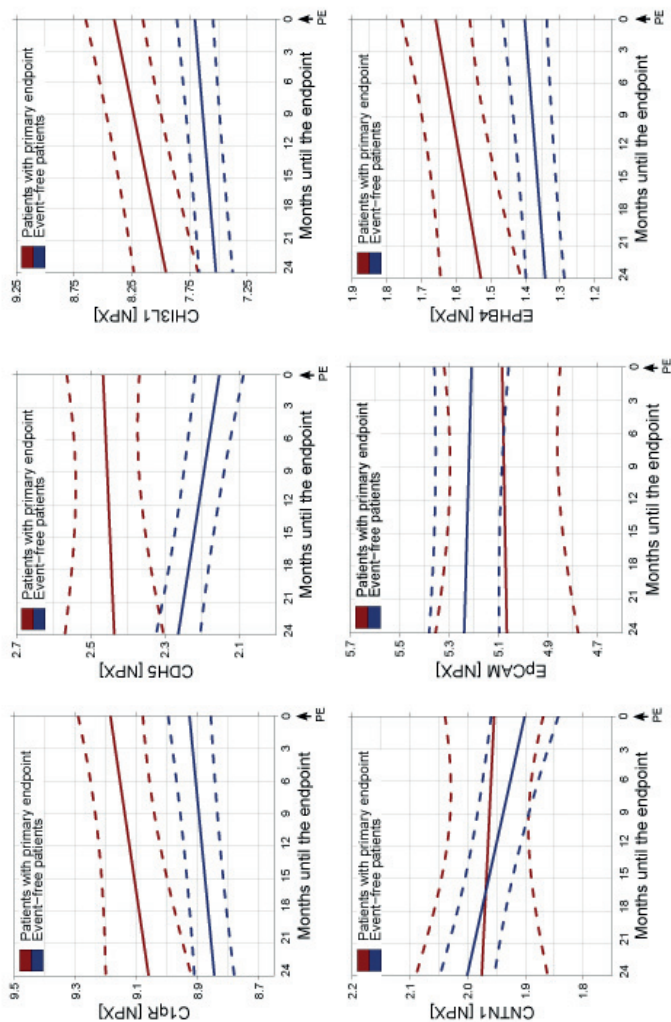 Patients with primary endpoint
Event-free patients
C1qR [NPX]
9.5
9.3
9.1
8.9
8.7
24 21 18 15 12 9 6 3 0
Months until the endpoint
PE
Patients with primary endpoint
Event-free patients
CDH5 [NPX]
2.7
2.5
2.3
2.1
24 21 18 15 12 9 6 3 0
Months until the endpoint
PE
Patients with primary endpoint
Event-free patients
CHI3L1 [NPX]
9.25
8.75
8.25
7.75
7.25
24 21 18 15 12 9 6 3 0
Months until the endpoint
PE
Patients with primary endpoint
Event-free patients
CNTN1 [NPX]
2.2
2.1
2.0
1.9
1.8
24 21 18 15 12 9 6 3 0
Months until the endpoint
PE
Patients with primary endpoint
Event-free patients
EpCAM [NPX]
5.7
5.5
5.3
5.1
4.9
4.7
24 21 18 15 12 9 6 3 0
Months until the endpoint
PE
Patients with primary endpoint
Event-free patients
EPHB4 [NPX]
1.9
1.8
1.7
1.6
1.5
1.4
1.3
1.2
24 21 18 15 12 9 6 3 0
Months until the endpoint
PE